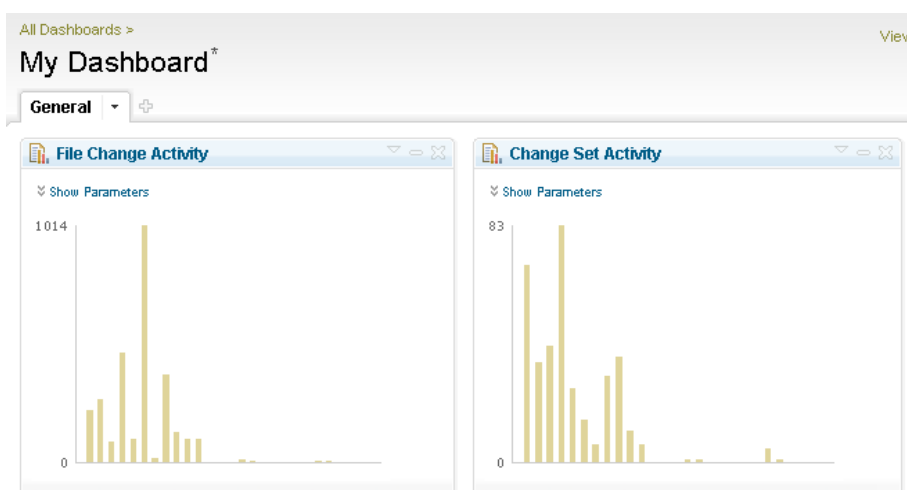 All Dashboards >
My Dashboard*
General
File Change Activity
Show Parameters
1014
0
Change Set Activity
Show Parameters
83
0